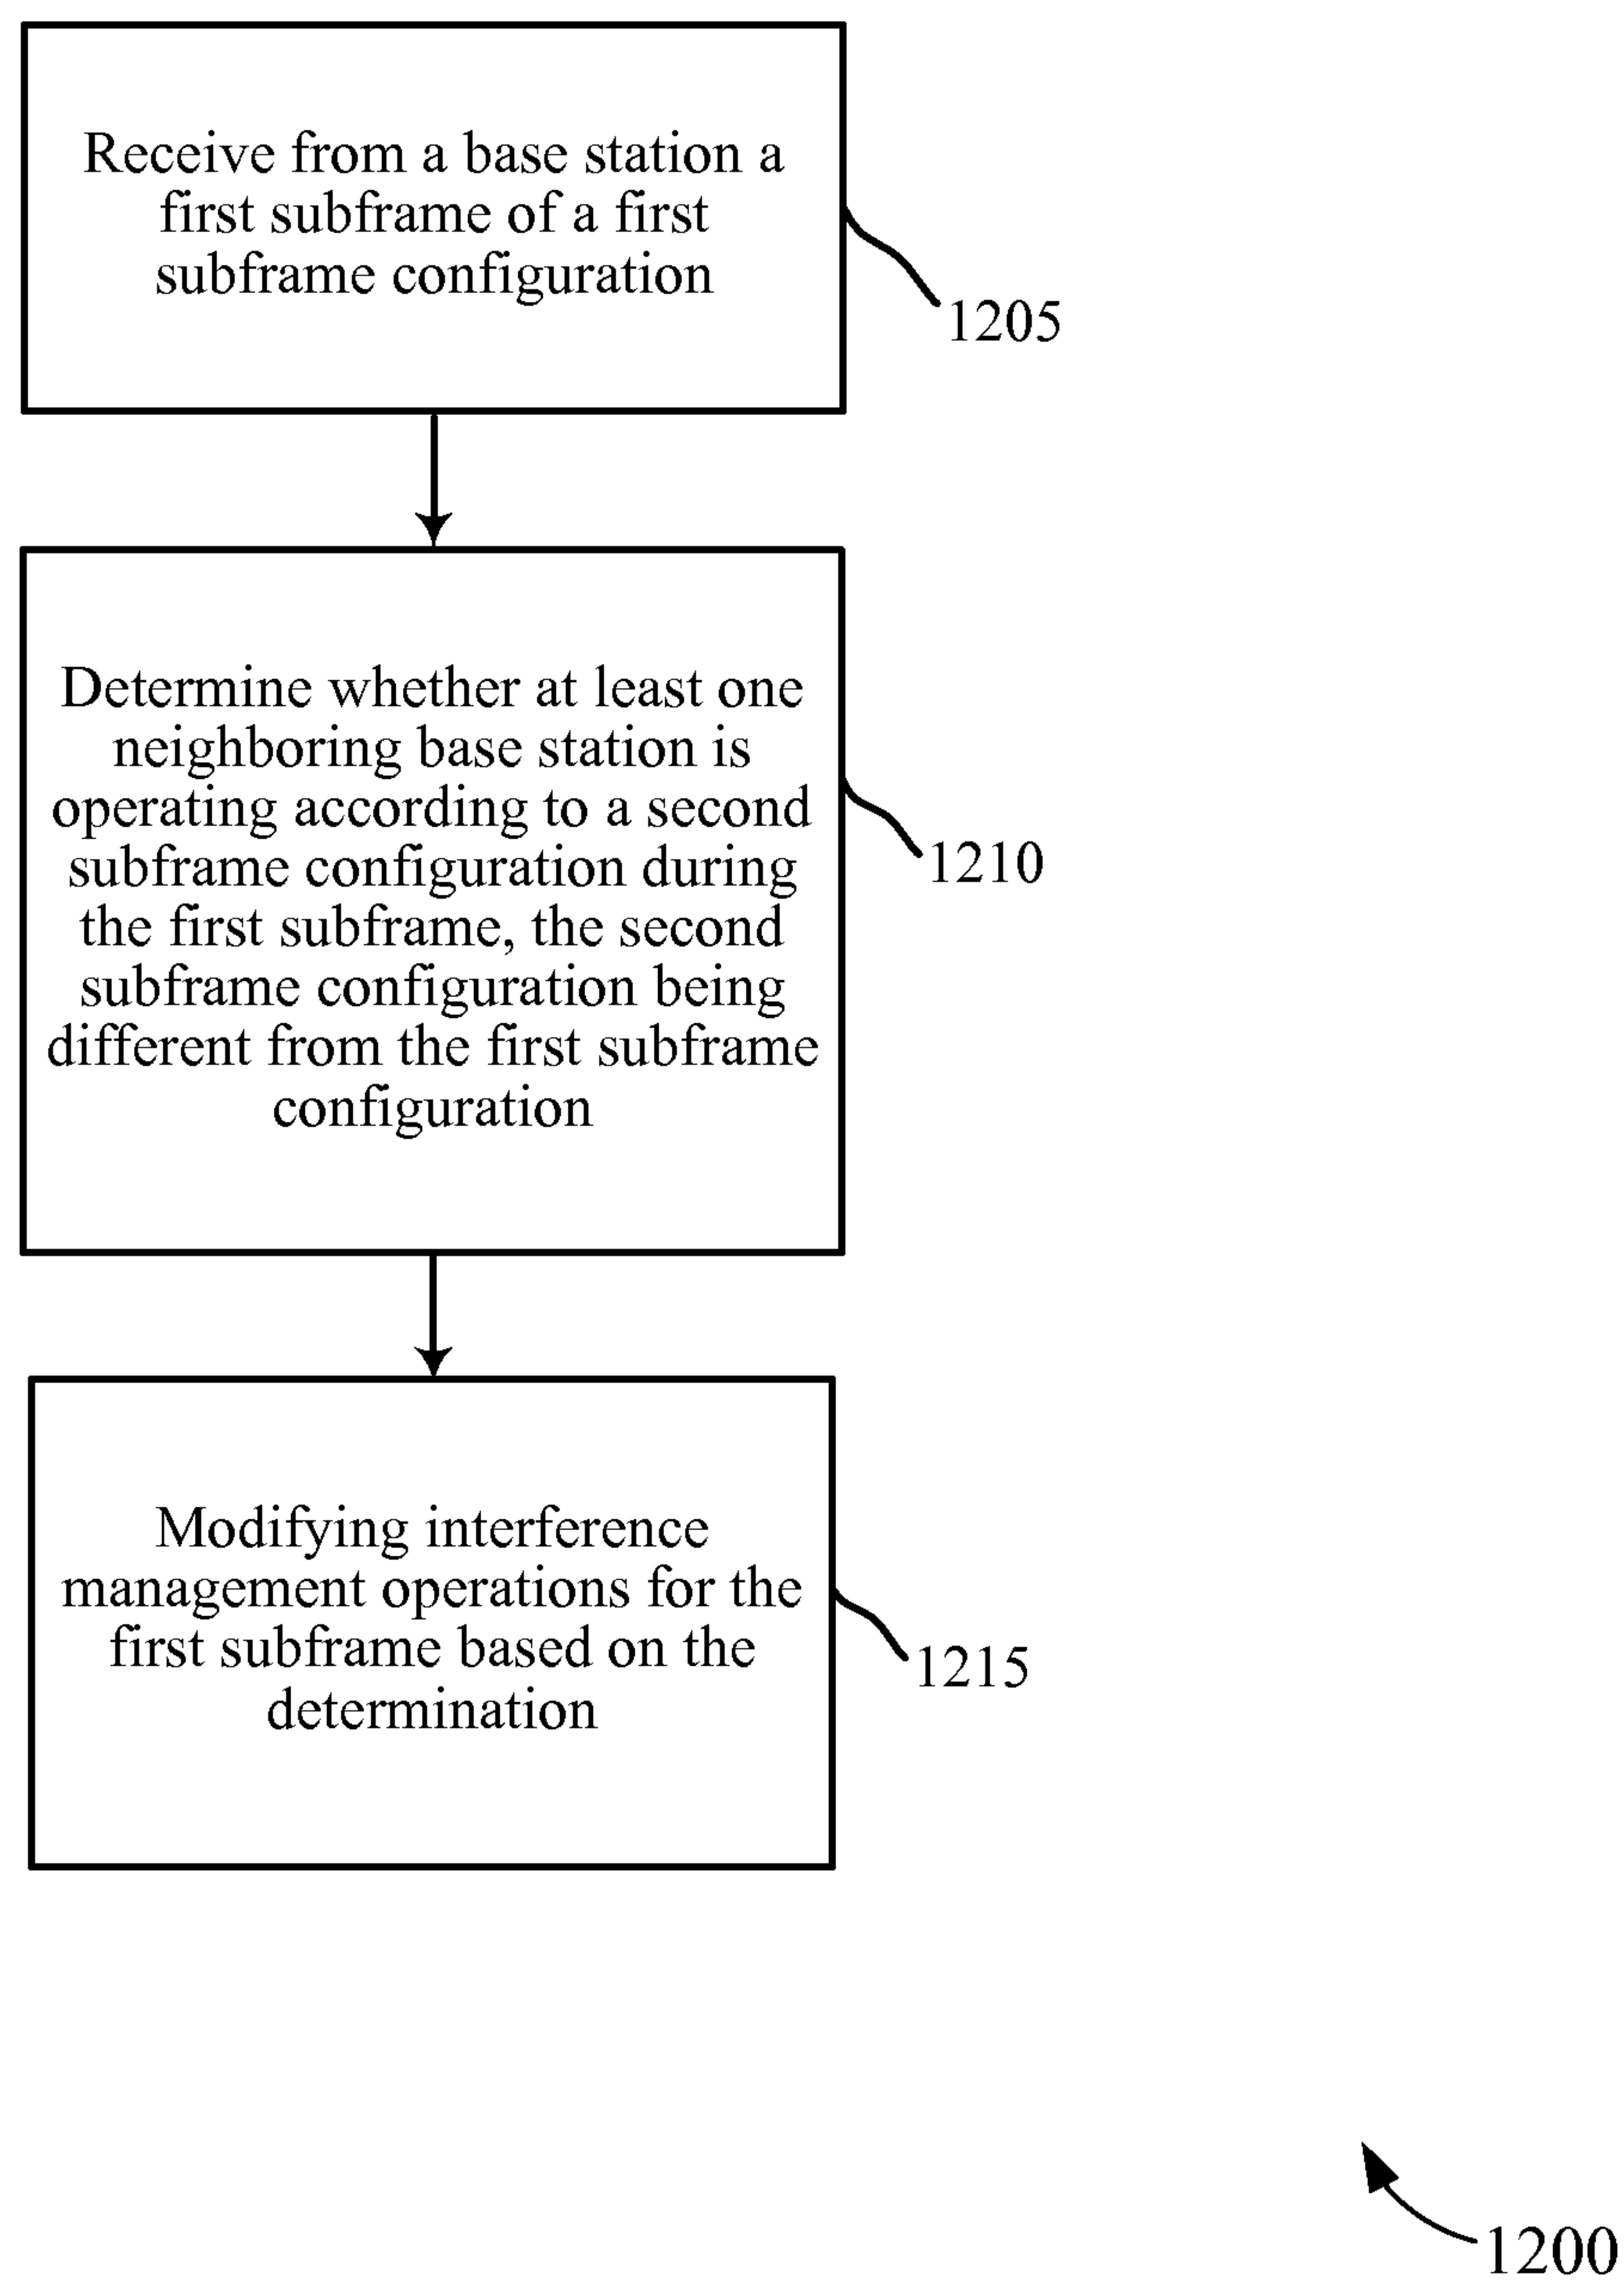 Receive from a base station a
first subframe of a first
subframe configuration
1205
Determine whether at least one
neighboring base station is
operating according to a second
subframe configuration during
the first subframe, the second
subframe configuration being
different from the first subframe
configuration
1210
Modifying interference
management operations for the
first subframe based on the
determination
1215
1200